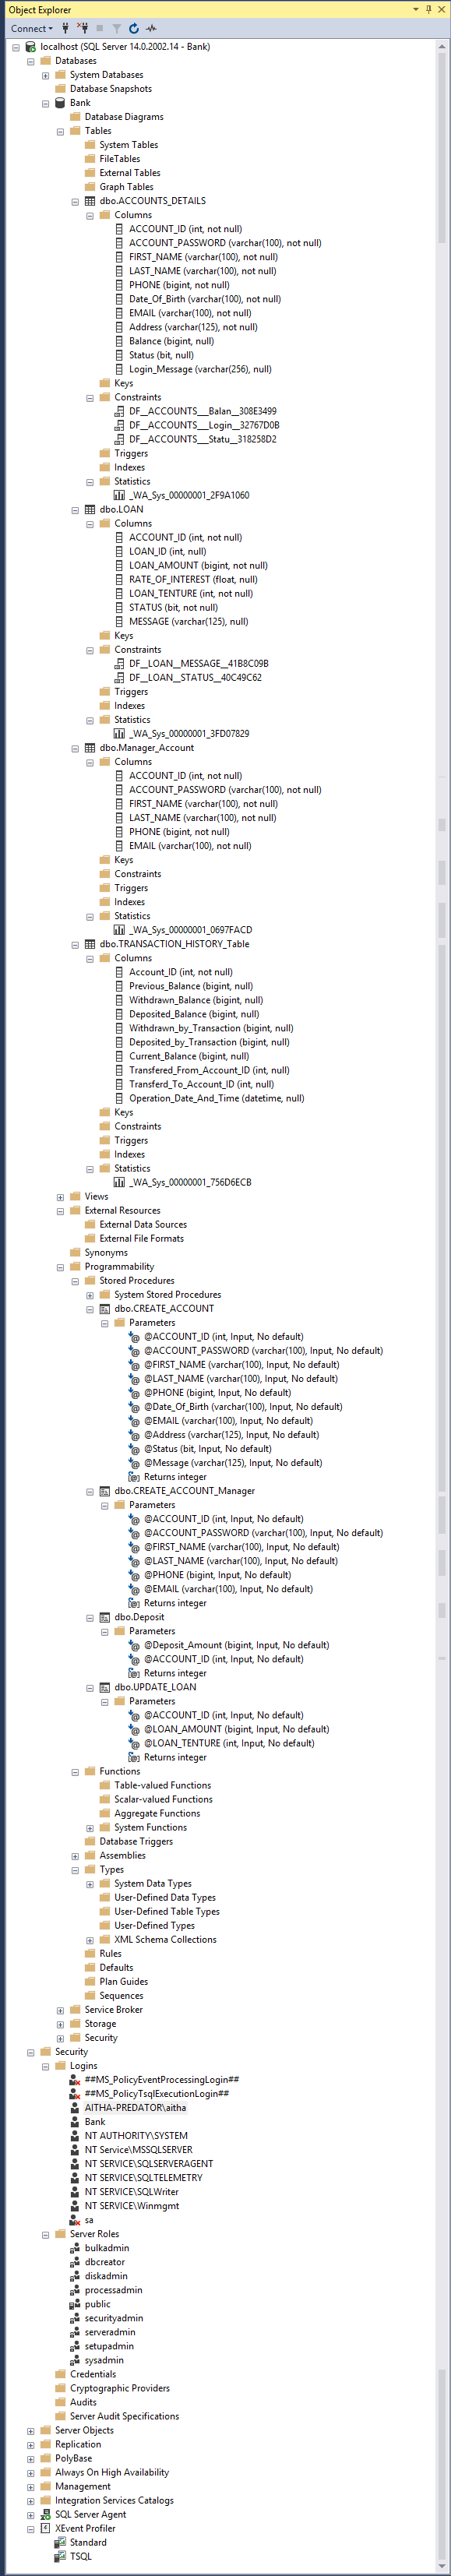 Object Explorer
Connect
localhost (SQL Server 14.0.2002.14 - Bank)
Databases
System Databases
Database Snapshots
Bank
Database Diagrams
Tables
System Tables
FileTables
External Tables
Graph Tables
dbo.ACCOUNTS_DETAILS
Columns
ACCOUNT_ID (int, not null)
ACCOUNT_PASSWORD (varchar(100), not null)
FIRST_NAME (varchar(100), not null)
LAST_NAME (varchar(100), not null)
PHONE (bigint, not null)
Date_Of_Birth (varchar(100), not null)
EMAIL (varchar(100), not null)
Address (varchar(125), not null)
Balance (bigint, null)
Status (bit, null)
Login_Message (varchar(256), null)
Keys
Constraints
DF__ACCOUNTS___Balan__308E3499
DF__ACCOUNTS___Login__32767D0B
DF__ACCOUNTS___Statu__318258D2
Triggers
Indexes
Statistics
_WA_Sys_00000001_2F9A1060
dbo.LOAN
Columns
ACCOUNT_ID (int, not null)
LOAN_ID (int, null)
LOAN_AMOUNT (bigint, not null)
RATE_OF_INTEREST (float, null)
LOAN_TENTURE (int, not null)
STATUS (bit, not null)
MESSAGE (varchar(125), null)
Keys
Constraints
DF__LOAN__MESSAGE__41B8C09B
DF__LOAN__STATUS__40C49C62
Triggers
Indexes
Statistics
_WA_Sys_00000001_3FD07829
dbo.Manager_Account
Columns
ACCOUNT_ID (int, not null)
ACCOUNT_PASSWORD (varchar(100), not null)
FIRST_NAME (varchar(100), not null)
LAST_NAME (varchar(100), not null)
PHONE (bigint, not null)
EMAIL (varchar(100), not null)
Keys
Constraints
Triggers
Indexes
Statistics
_WA_Sys_00000001_0697FACD
dbo.TRANSACTION_HISTORY_Table
Columns
Account_ID (int, not null)
Previous_Balance (bigint, null)
Withdrawn_Balance (bigint, null)
Deposited_Balance (bigint, null)
Withdrawn_by_Transaction (bigint, null)
Deposited_by_Transaction (bigint, null)
Current_Balance (bigint, null)
Transfered_From_Account_ID (int, null)
Transferd_To_Account_ID (int, null)
Operation_Date_And_Time (datetime, null)
Keys
Constraints
Triggers
Indexes
Statistics
_WA_Sys_00000001_756D6ECB
Views
External Resources
External Data Sources
External File Formats
Synonyms
Programmability
Stored Procedures
System Stored Procedures
dbo.CREATE_ACCOUNT
Parameters
@ACCOUNT_ID (int, Input, No default)
@ACCOUNT_PASSWORD (varchar(100), Input, No default)
@FIRST_NAME (varchar(100), Input, No default)
@LAST_NAME (varchar(100), Input, No default)
@PHONE (bigint, Input, No default)
@Date_Of_Birth (varchar(100), Input, No default)
@EMAIL (varchar(100), Input, No default)
@Address (varchar(125), Input, No default)
@Status (bit, Input, No default)
@Message (varchar(125), Input, No default)
Returns integer
dbo.CREATE_ACCOUNT_Manager
Parameters
@ACCOUNT_ID (int, Input, No default)
@ACCOUNT_PASSWORD (varchar(100), Input, No default)
@FIRST_NAME (varchar(100), Input, No default)
@LAST_NAME (varchar(100), Input, No default)
@PHONE (bigint, Input, No default)
@EMAIL (varchar(100), Input, No default)
Returns integer
dbo.Deposit
Parameters
@Deposit_Amount (bigint, Input, No default)
@ACCOUNT_ID (int, Input, No default)
Returns integer
dbo.UPDATE_LOAN
Parameters
@ACCOUNT_ID (int, Input, No default)
@LOAN_AMOUNT (bigint, Input, No default)
@LOAN_TENTURE (int, Input, No default)
Returns integer
Functions
Table-valued Functions
Scalar-valued Functions
Aggregate Functions
System Functions
Database Triggers
Assemblies
Types
System Data Types
User-Defined Data Types
User-Defined Table Types
User-Defined Types
XML Schema Collections
Rules
Defaults
Plan Guides
Sequences
Service Broker
Storage
Security
Security
Logins
##MS_PolicyEventProcessingLogin##
##MS_PolicyTsqlExecutionLogin##
AITHA-PREDATOR\aitha
Bank
NT AUTHORITY\SYSTEM
NT Service\MSSQLSERVER
NT SERVICE\SQLSERVERAGENT
NT SERVICE\SQLTELEMETRY
NT SERVICE\SQLWriter
NT SERVICE\Winmgmt
sa
Server Roles
bulkadmin
dbcreator
diskadmin
processadmin
public
securityadmin
serveradmin
setupadmin
sysadmin
Credentials
Cryptographic Providers
Audits
Server Audit Specifications
Server Objects
Replication
PolyBase
Always On High Availability
Management
Integration Services Catalogs
SQL Server Agent
XEvent Profiler
Standard
TSQL